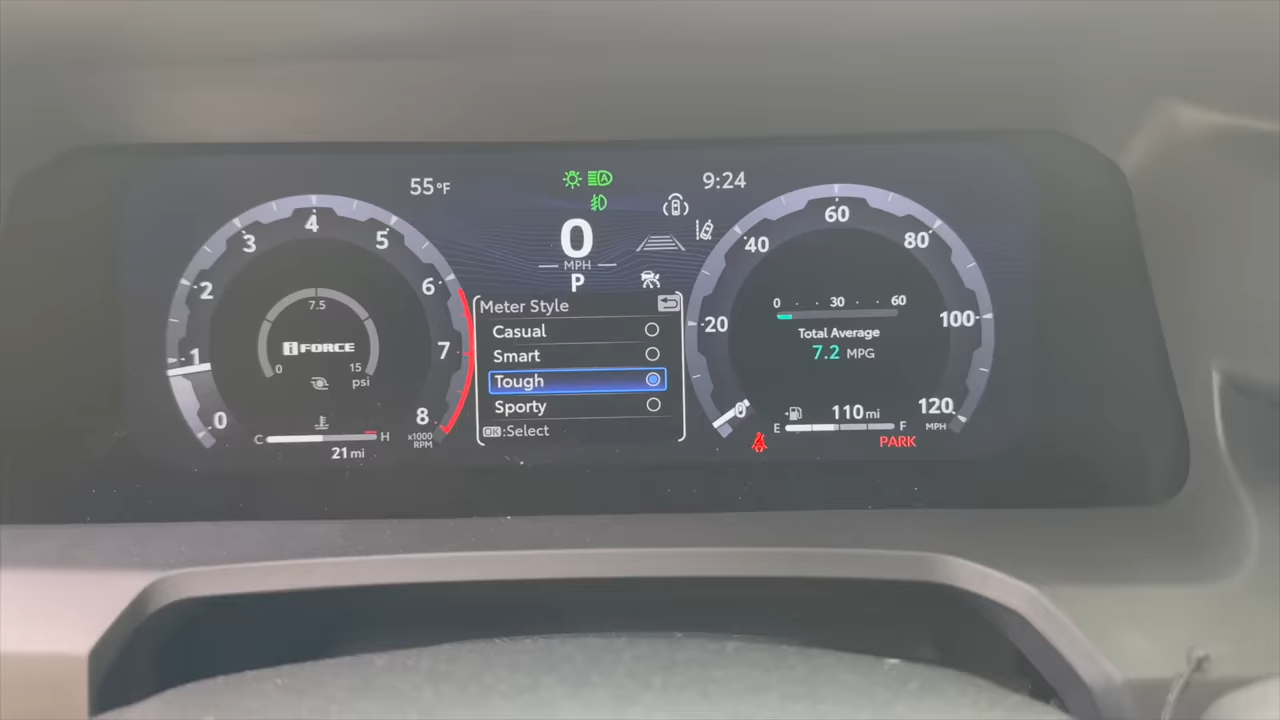 55°F
9:24
0
MPH
P
0
1
2
3
4
5
6
7
8
x1000
RPM
7.5
iFORCE
0
15
psi
C
H
21 mi
Meter Style
Casual
Smart
Tough
Sporty
OK:Select
0
20
40
60
80
100
120
MPH
0
30
60
Total Average
7.2 MPG
110 mi
E
F
PARK